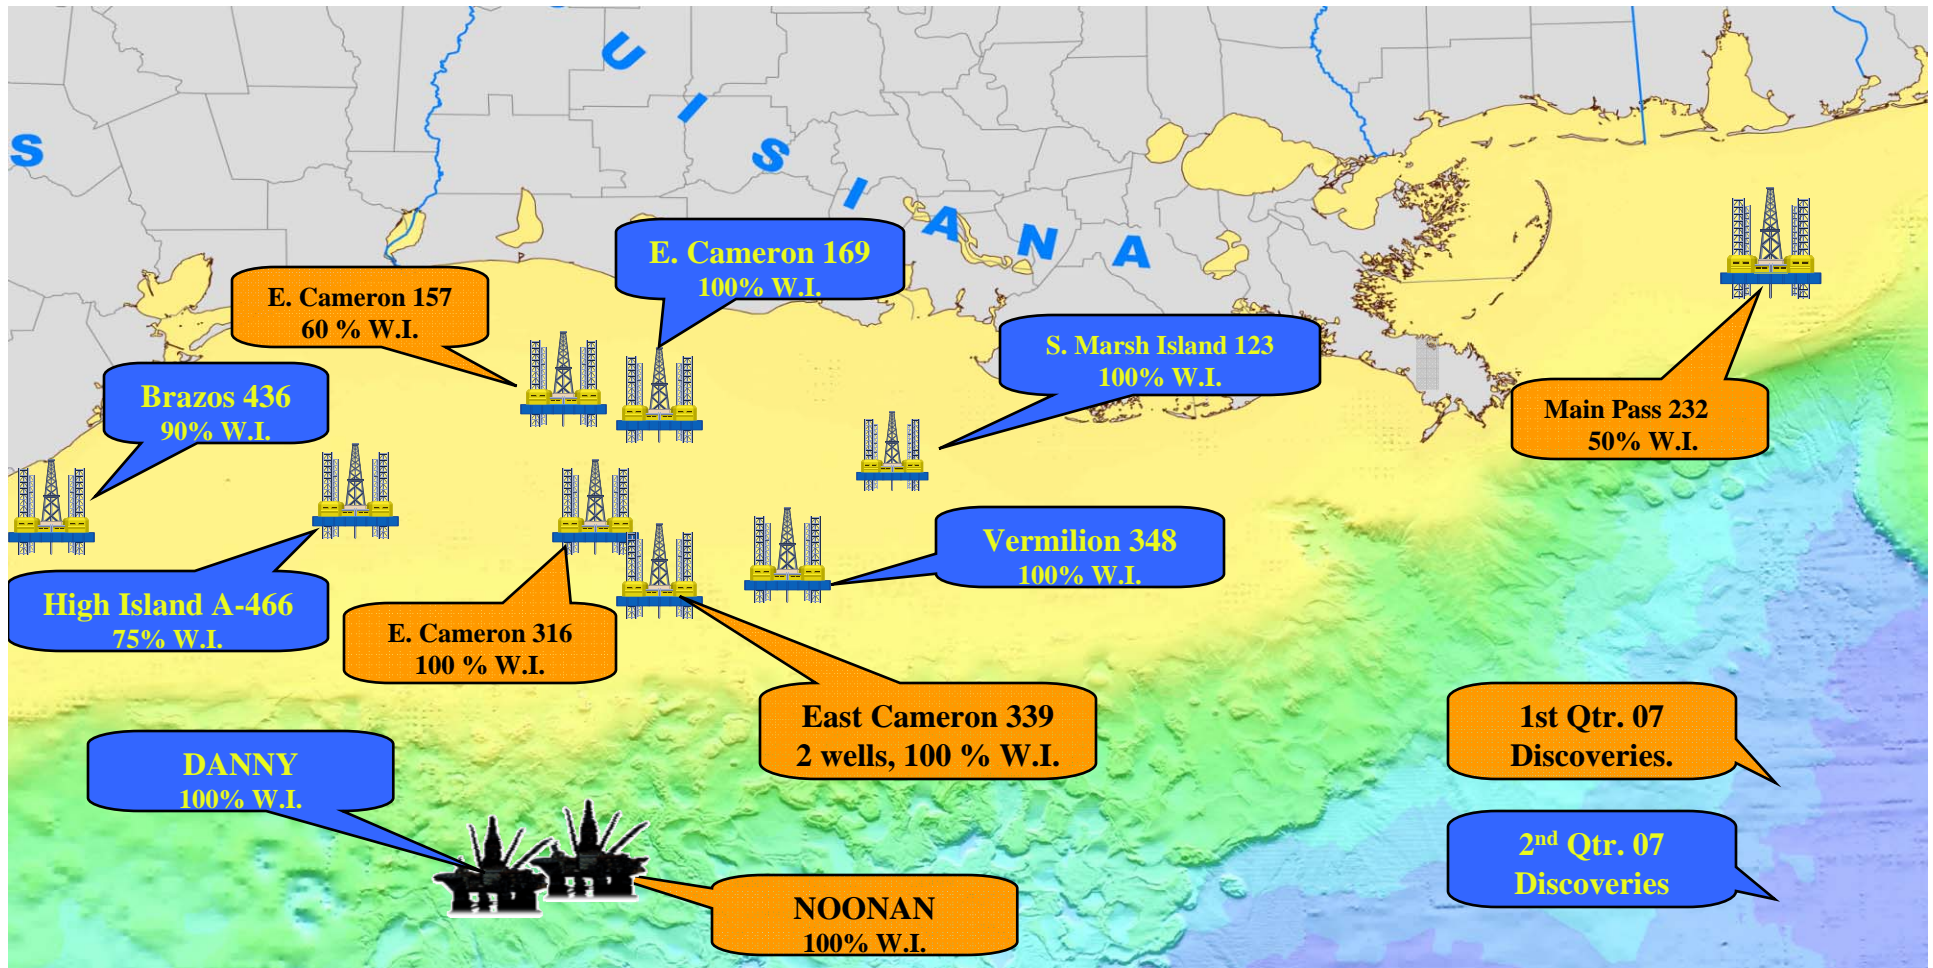 S
U
I
S
I
A
N
A
E. Cameron 169
100% W.I.
E. Cameron 157
60 % W.I.
S. Marsh Island 123
100% W.I.
Brazos 436
90% W.I.
Main Pass 232
50% W.I.
Vermilion 348
100% W.I.
High Island A-466
75% W.I.
E. Cameron 316
100 % W.I.
East Cameron 339
2 wells, 100 % W.I.
1st Qtr. 07
Discoveries.
DANNY
100% W.I.
2nd Qtr. 07
Discoveries
NOONAN
100% W.I.